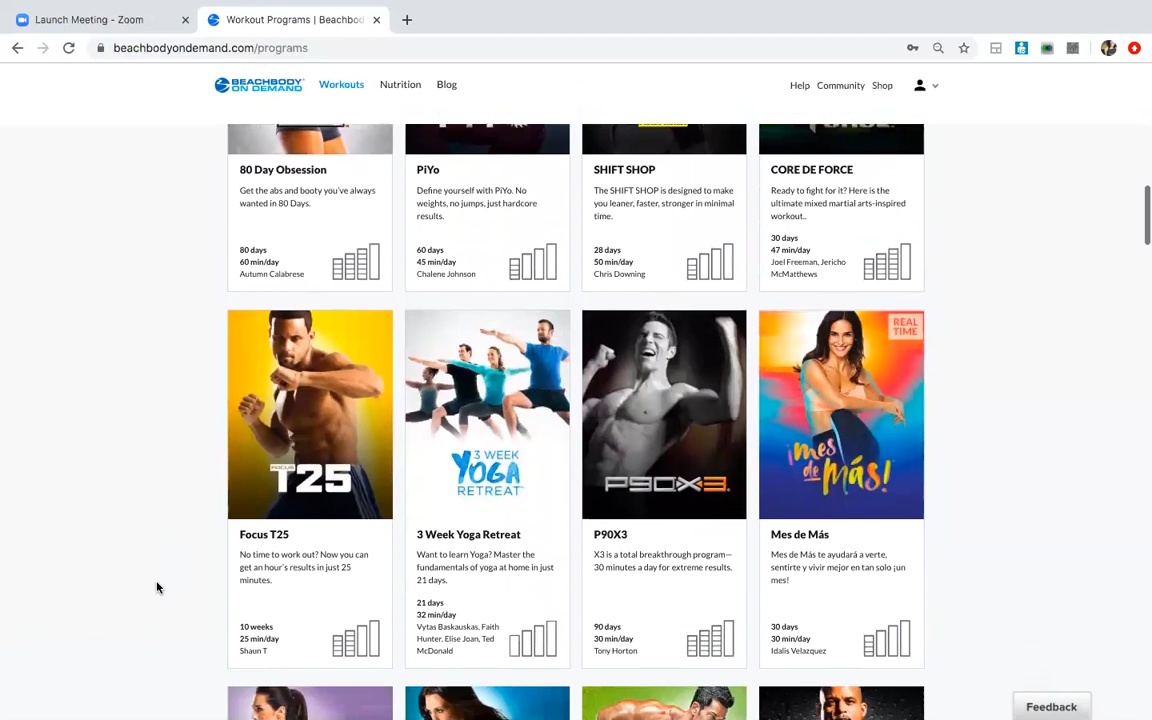 Launch Meeting - Zoom
Workout Programs | Beachbod
beachbodyondemand.com/programs
BEACHBODY
ON DEMAND
Workouts
Nutrition
Blog
Help
Community
Shop
80 Day Obsession
Get the abs and booty you've always
wanted in 80 Days.
80 days
60 min/day
Autumn Calabrese
PiYo
Define yourself with PiYo. No
weights, no jumps, just hardcore
results.
60 days
45 min/day
Chalene Johnson
SHIFT SHOP
The SHIFT SHOP is designed to make
you leaner, faster, stronger in minimal
time.
28 days
50 min/day
Chris Downing
CORE DE FORCE
Ready to fight for it? Here is the
ultimate mixed martial arts-inspired
workout..
30 days
47 min/day
Joel Freeman, Jericho
McMatthews
FOCUS
T25
Focus T25
No time to work out? Now you can
get an hour's results in just 25
minutes.
10 weeks
25 min/day
Shaun T
3 WEEK
YOGA
RETREAT
3 Week Yoga Retreat
Want to learn Yoga? Master the
fundamentals of yoga at home in just
21 days.
21 days
32 min/day
Vytas Baskauskas, Faith
Hunter, Elise Joan, Ted
McDonald
P90X3
P90X3
X3 is a total breakthrough program—
30 minutes a day for extreme results.
90 days
30 min/day
Tony Horton
REAL
TIME
¡mes
de más!
Mes de Más
Mes de Más te ayudará a verte,
sentirte y vivir mejor en tan solo ¡un
mes!
30 days
30 min/day
Idalis Velazquez
Feedback